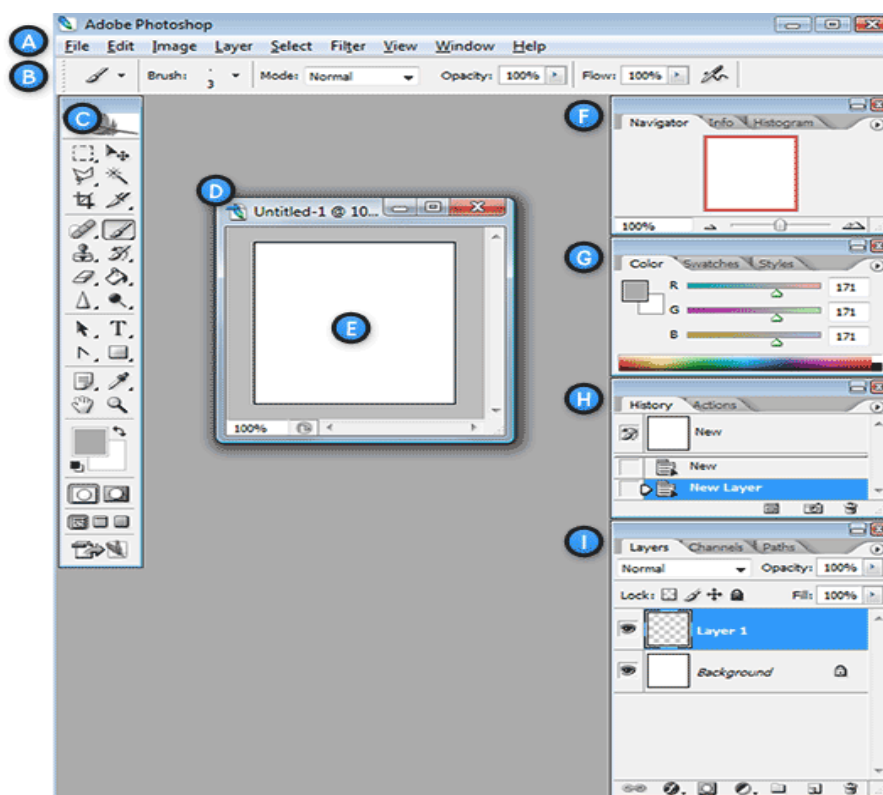 Adobe Photoshop
A
File Edit Image Layer Select Filter View Window Help
B
Brush: 3 Mode: Normal Opacity: 100% Flow: 100%
C
D
Untitled-1 @ 10...
E
100%
F
Navigator Info Histogram
100%
G
Color Swatches Styles
R 171
G 171
B 171
H
History Actions
New
New
New Layer
I
Layers Channels Paths
Normal Opacity: 100%
Lock: Fill: 100%
Layer 1
Background